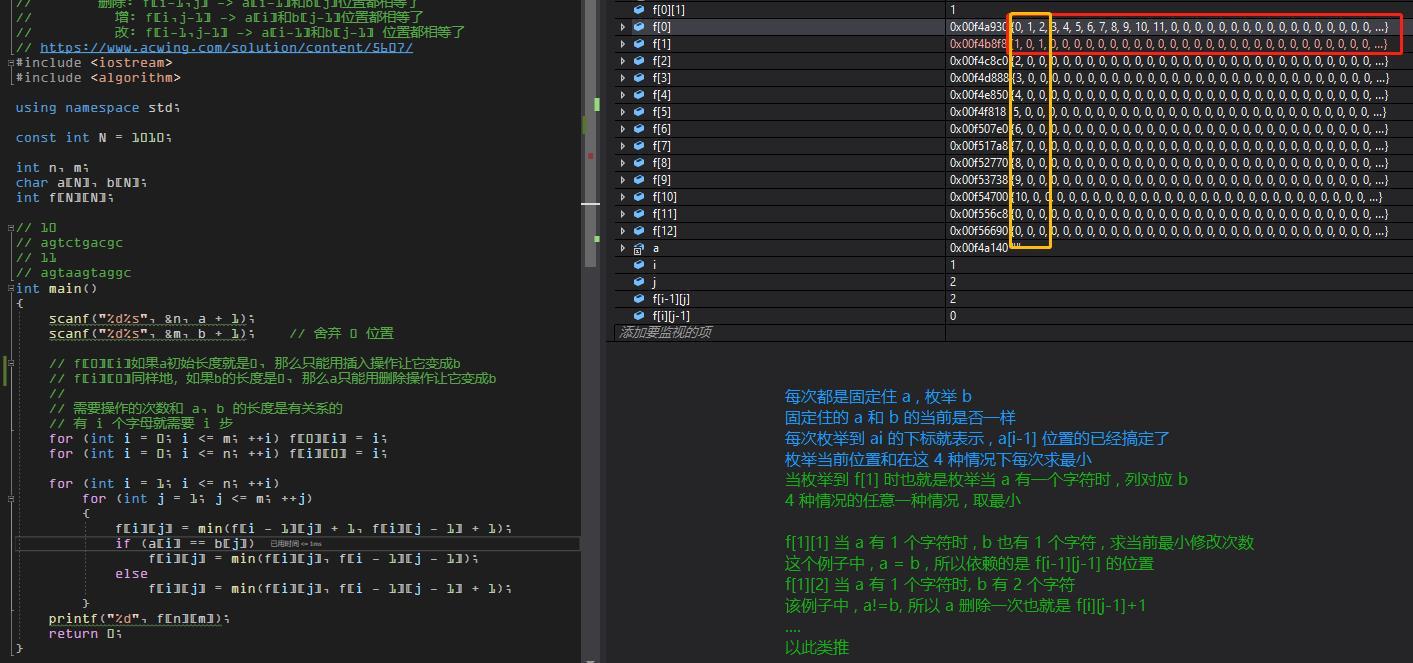 //        删除: f[i-1,j] -> a[i-1]和b[j]位置都相等了
//          增: f[i,j-1] -> a[i]和b[j-1]位置都相等了
//          改: f[i-1,j-1] -> a[i-1]和b[j-1] 位置都相等了
// https://www.acwing.com/solution/content/5607/
#include <iostream>
#include <algorithm>
using namespace std;
const int N = 1010;
int n, m;
char a[N], b[N];
int f[N][N];
// 10
// agtctgacgc
// 11
// agtaagtaggc
int main()
{
scanf("%d%s", &n, a + 1);
scanf("%d%s", &m, b + 1);    // 舍弃 0 位置
// f[0][i]如果a初始长度就是0, 那么只能用插入操作让它变成b
// f[i][0]同样地, 如果b的长度是0, 那么a只能用删除操作让它变成b
//
// 需要操作的次数和 a, b 的长度是有关系的
// 有 i 个字母就需要 i 步
for (int i = 0; i <= m; ++i) f[0][i] = i;
for (int i = 0; i <= n; ++i) f[i][0] = i;
for (int i = 1; i <= n; ++i)
for (int j = 1; j <= m; ++j)
{
f[i][j] = min(f[i - 1][j] + 1, f[i][j - 1] + 1);
if (a[i] == b[j]) 已用时间 <= 1ms
f[i][j] = min(f[i][j], f[i - 1][j - 1]);
else
f[i][j] = min(f[i][j], f[i - 1][j - 1] + 1);
}
printf("%d", f[n][m]);
return 0;
}
f[0][1] 1
f[0] 0x00f4a930 {0, 1, 2, 3, 4, 5, 6, 7, 8, 9, 10, 11, 0, 0, 0, 0, 0, 0, 0, 0, 0, 0, 0, 0, 0, 0, 0, 0, 0, ...}
f[1] 0x00f4b8f8 {1, 0, 1, 0, 0, 0, 0, 0, 0, 0, 0, 0, 0, 0, 0, 0, 0, 0, 0, 0, 0, 0, 0, 0, 0, 0, 0, 0, 0, 0, ...}
f[2] 0x00f4c8c0 {2, 0, 0, 0, 0, 0, 0, 0, 0, 0, 0, 0, 0, 0, 0, 0, 0, 0, 0, 0, 0, 0, 0, 0, 0, 0, 0, 0, 0, 0, ...}
f[3] 0x00f4d888 {3, 0, 0, 0, 0, 0, 0, 0, 0, 0, 0, 0, 0, 0, 0, 0, 0, 0, 0, 0, 0, 0, 0, 0, 0, 0, 0, 0, 0, 0, ...}
f[4] 0x00f4e850 {4, 0, 0, 0, 0, 0, 0, 0, 0, 0, 0, 0, 0, 0, 0, 0, 0, 0, 0, 0, 0, 0, 0, 0, 0, 0, 0, 0, 0, 0, ...}
f[5] 0x00f4f818 5, 0, 0, 0, 0, 0, 0, 0, 0, 0, 0, 0, 0, 0, 0, 0, 0, 0, 0, 0, 0, 0, 0, 0, 0, 0, 0, 0, 0, 0, ...}
f[6] 0x00f507e0 {6, 0, 0, 0, 0, 0, 0, 0, 0, 0, 0, 0, 0, 0, 0, 0, 0, 0, 0, 0, 0, 0, 0, 0, 0, 0, 0, 0, 0, 0, ...}
f[7] 0x00f517a8 {7, 0, 0, 0, 0, 0, 0, 0, 0, 0, 0, 0, 0, 0, 0, 0, 0, 0, 0, 0, 0, 0, 0, 0, 0, 0, 0, 0, 0, 0, ...}
f[8] 0x00f52770 {8, 0, 0, 0, 0, 0, 0, 0, 0, 0, 0, 0, 0, 0, 0, 0, 0, 0, 0, 0, 0, 0, 0, 0, 0, 0, 0, 0, 0, 0, ...}
f[9] 0x00f53738 {9, 0, 0, 0, 0, 0, 0, 0, 0, 0, 0, 0, 0, 0, 0, 0, 0, 0, 0, 0, 0, 0, 0, 0, 0, 0, 0, 0, 0, 0, ...}
f[10] 0x00f54700 {10, 0, 0, 0, 0, 0, 0, 0, 0, 0, 0, 0, 0, 0, 0, 0, 0, 0, 0, 0, 0, 0, 0, 0, 0, 0, 0, 0, 0, ...}
f[11] 0x00f556c8 {0, 0, 0, 0, 0, 0, 0, 0, 0, 0, 0, 0, 0, 0, 0, 0, 0, 0, 0, 0, 0, 0, 0, 0, 0, 0, 0, 0, 0, 0, ...}
f[12] 0x00f56690 {0, 0, 0, 0, 0, 0, 0, 0, 0, 0, 0, 0, 0, 0, 0, 0, 0, 0, 0, 0, 0, 0, 0, 0, 0, 0, 0, 0, 0, 0, ...}
a 0x00f4a140 ""
i 1
j 2
f[i-1][j] 2
f[i][j-1] 0
添加要监视的项
每次都是固定住 a , 枚举 b
固定住的 a 和 b 的当前是否一样
每次枚举到 ai 的下标就表示 , a[i-1] 位置的已经搞定了
枚举当前位置和在这 4 种情况下每次求最小
当枚举到 f[1] 时也就是枚举当 a 有一个字符时 , 列对应 b
4 种情况的任意一种情况 , 取最小
f[1][1] 当 a 有 1 个字符时 , b 也有 1 个字符 , 求当前最小修改次数
这个例子中 , a = b , 所以依赖的是 f[i-1][j-1] 的位置
f[1][2] 当 a 有 1 个字符时, b 有 2 个字符
该例子中 , a!=b, 所以 a 删除一次也就是 f[i][j-1]+1
....
以此类推